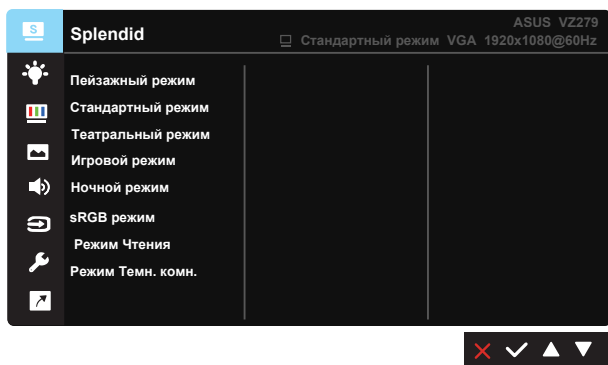 S
Splendid
ASUS VZ279
Стандартный режим VGA 1920x1080@60Hz
Пейзажный режим
Стандартный режим
Театральный режим
Игровой режим
Ночной режим
sRGB режим
Режим Чтения
Режим Темн. комн.